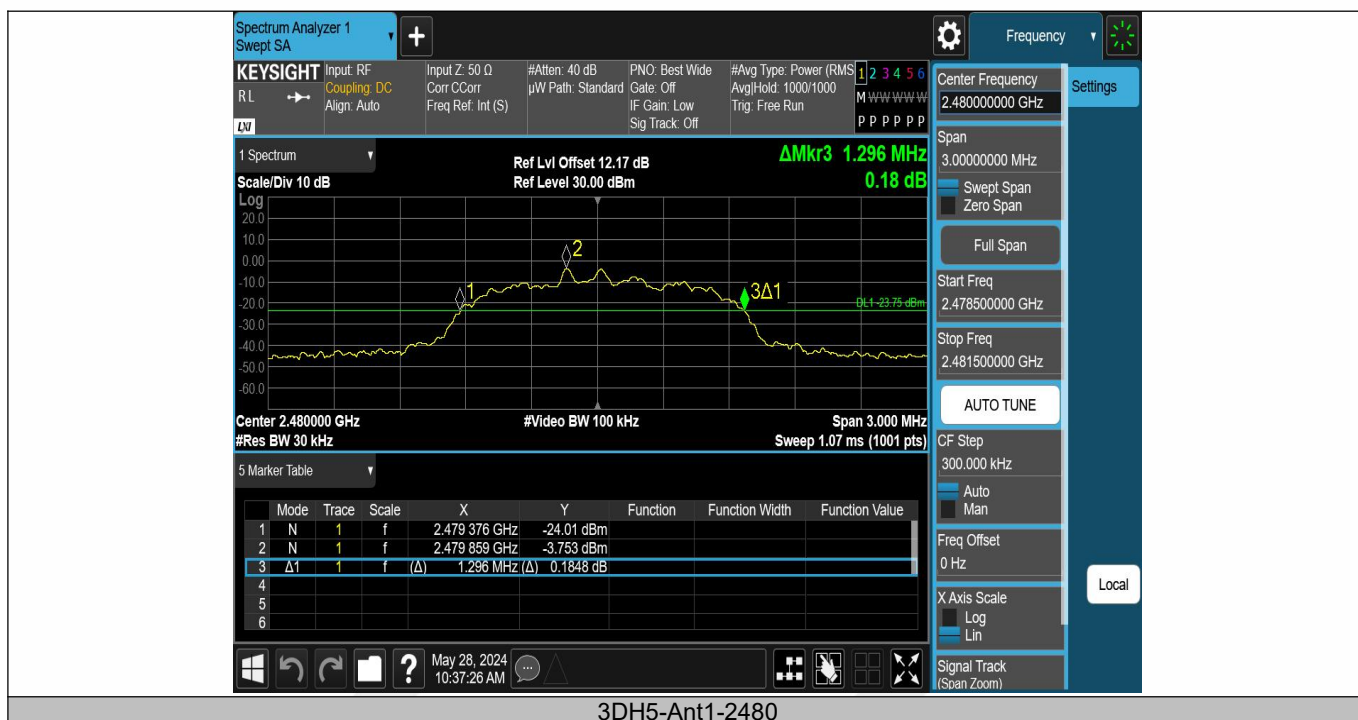 Spectrum Analyzer 1
Swept SA
+
Frequency
KEYSIGHT
RL
LXI
Input: RF
Coupling: DC
Align: Auto
Input Z: 50 Ω
Corr CCorr
Freq Ref: Int (S)
#Atten: 40 dB
µW Path: Standard
PNO: Best Wide
Gate: Off
IF Gain: Low
Sig Track: Off
#Avg Type: Power (RMS
Avg|Hold: 1000/1000
Trig: Free Run
1 2 3 4 5 6
M W W W W W
P P P P P P
1 Spectrum
Scale/Div 10 dB
Ref Lvl Offset 12.17 dB
Ref Level 30.00 dBm
ΔMkr3 1.296 MHz
0.18 dB
Log
20.0
10.0
0.00
-10.0
-20.0
-30.0
-40.0
-50.0
-60.0
1
2
3Δ1
DL1 -23.75 dBm
Center 2.480000 GHz
#Video BW 100 kHz
Span 3.000 MHz
#Res BW 30 kHz
Sweep 1.07 ms (1001 pts)
5 Marker Table
Mode Trace Scale X Y Function Function Width Function Value
1 N 1 f 2.479 376 GHz -24.01 dBm
2 N 1 f 2.479 859 GHz -3.753 dBm
3 Δ1 1 f (Δ) 1.296 MHz (Δ) 0.1848 dB
4
5
6
?
May 28, 2024
10:37:26 AM
Center Frequency
2.480000000 GHz
Settings
Span
3.00000000 MHz
Swept Span
Zero Span
Full Span
Start Freq
2.478500000 GHz
Stop Freq
2.481500000 GHz
AUTO TUNE
CF Step
300.000 kHz
Auto
Man
Freq Offset
0 Hz
Local
X Axis Scale
Log
Lin
Signal Track
(Span Zoom)
3DH5-Ant1-2480